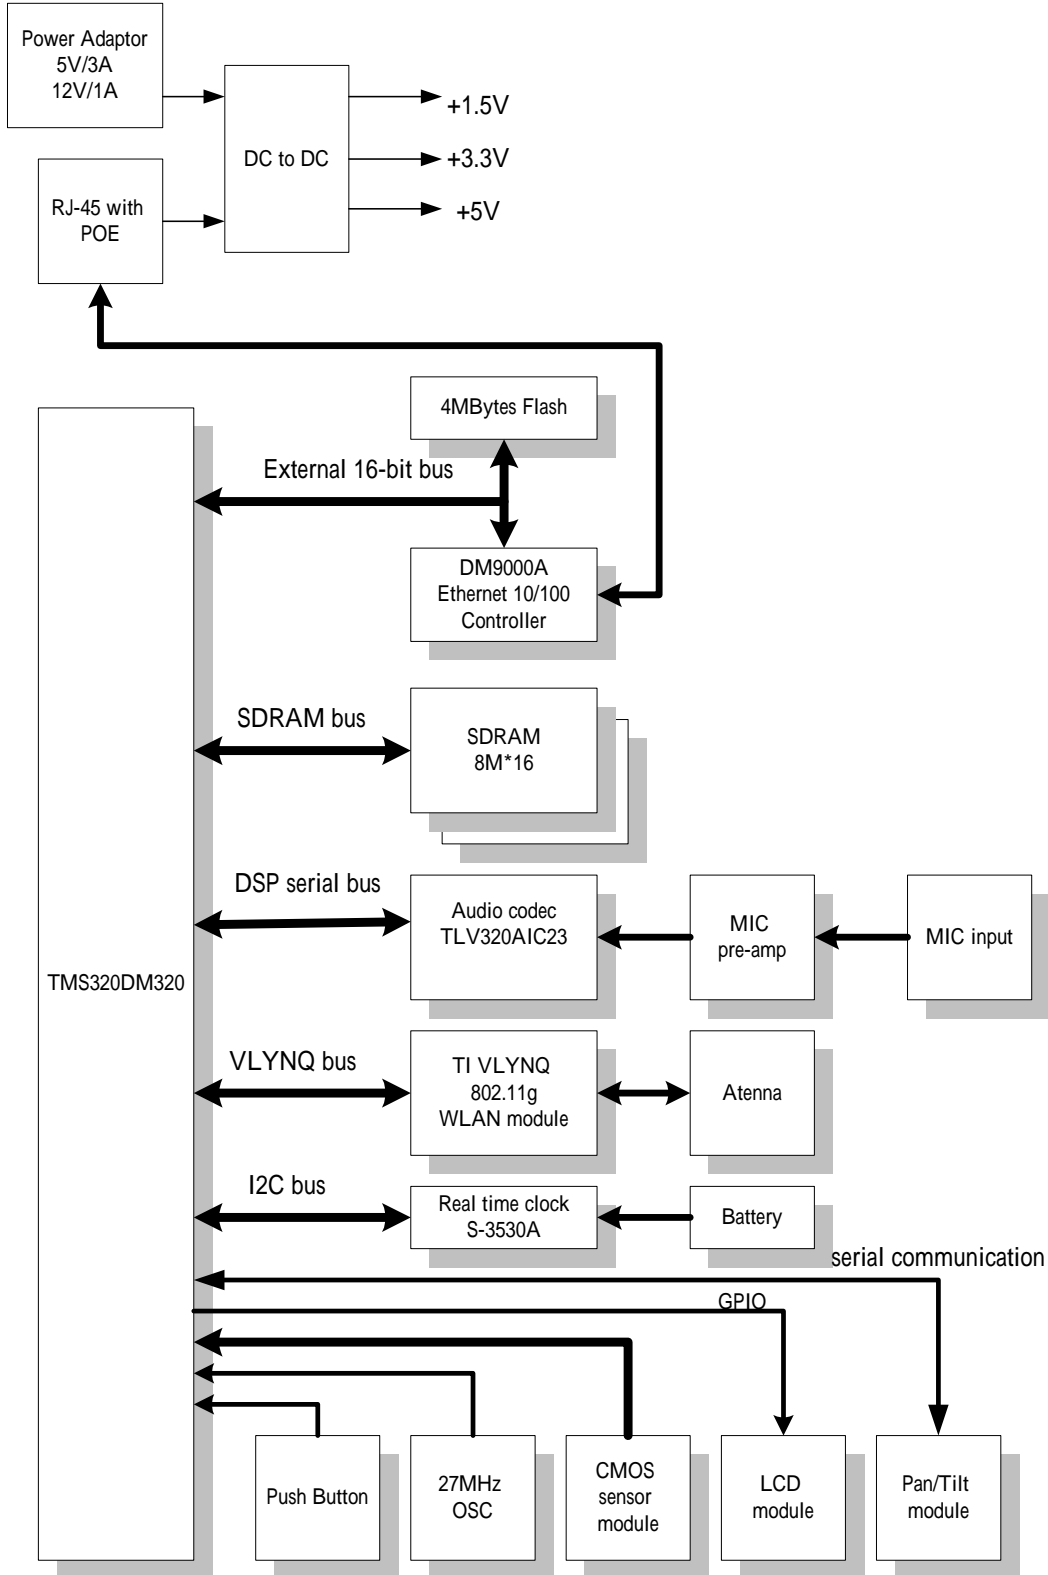 Power Adaptor
5V/3A
12V/1A
DC to DC
+1.5V
+3.3V
+5V
RJ-45 with
POE
4MBytes Flash
External 16-bit bus
DM9000A
Ethernet 10/100
Controller
SDRAM bus
SDRAM
8M*16
DSP serial bus
Audio codec
TLV320AIC23
MIC
pre-amp
MIC input
TMS320DM320
VLYNQ bus
TI VLYNQ
802.11g
WLAN module
Atenna
I2C bus
Real time clock
S-3530A
Battery
serial communication
GPIO
Push Button
27MHz
OSC
CMOS
sensor
module
LCD
module
Pan/Tilt
module